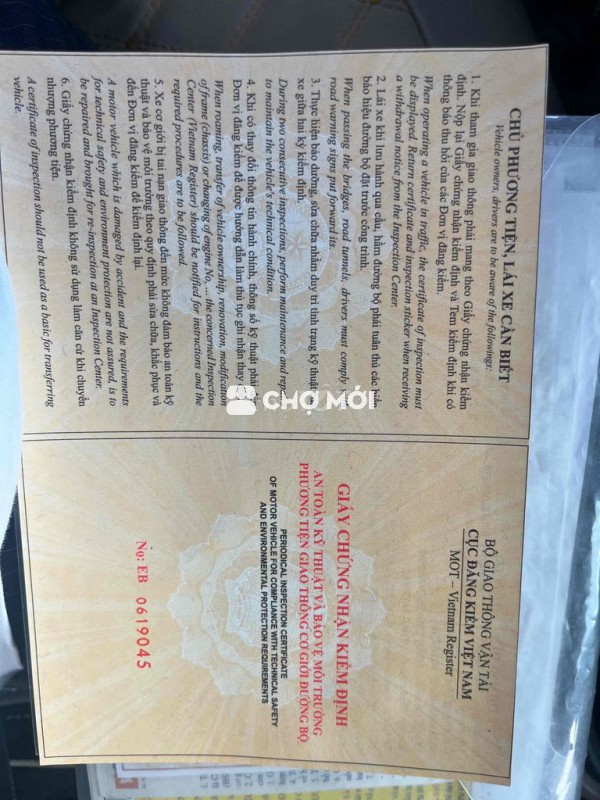 CHỦ PHƯƠNG TIỆN, LÁI XE CẦN BIẾT
Vehicle owners, drivers are to be aware of the followings:
1. Khi tham gia giao thông phải mang theo Giấy chứng nhận kiểm
định. Nộp lại Giấy chứng nhận kiểm định và Tem kiểm định khi có
thông báo thu hồi của các Đơn vị đăng kiểm.
When operating a vehicle in traffic, the certificate of inspection must
be displayed. Return certificate and inspection sticker when receiving
a withdrawal notice from the Inspection Center.
2. Lái xe khi lưu hành qua cầu, hầm đường bộ phải tuân thủ các biển
báo hiệu đường bộ đặt trước công trình.
When passing the bridges, road tunnels, drivers must comply
road warning signs put forward its.
3. Thực hiện bảo dưỡng, sửa chữa nhằm duy trì tình trạng kỹ thuật
xe giữa hai kỳ kiểm định.
During two consecutive inspections, perform maintenance and
to maintain the vehicle's technical condition.
4. Khi có thay đổi thông tin hành chính, thông số kỹ thuật phải
Đơn vị đăng kiểm để được hướng dẫn làm thủ tục ghi nhận thay
When roaming, transfer of vehicle ownership, renovation, modification
of frame (chassis) or changing of engine No,... the concerned Inspection
Center (Vietnam Register) should be notified for instructions and the
required procedures are to be followed.
5. Xe cơ giới bị tai nạn giao thông đến mức không đảm bảo an toàn kỹ
thuật và bảo vệ môi trường theo quy định phải sửa chữa, khắc phục và
đến Đơn vị đăng kiểm để kiểm định lại.
A motor vehicle which is damaged by accident and the requirements
for technical safety and environment protection are not assured, is to
be repaired and brought for re-inspection at an Inspection Center.
6. Giấy chứng nhận kiểm định không sử dụng làm căn cứ khi chuyển
nhượng phương tiện.
A certificate of inspection should not be used as a basis for transferring
vehicle.
CHỢ MỚI
BỘ GIAO THÔNG VẬN TẢI
CỤC ĐĂNG KIỂM VIỆT NAM
MOT – Vietnam Register
GIẤY CHỨNG NHẬN KIỂM ĐỊNH
AN TOÀN KỸ THUẬT VÀ BẢO VỆ MÔI TRƯỜNG
PHƯƠNG TIỆN GIAO THÔNG CƠ GIỚI ĐƯỜNG BỘ
PERIODICAL INSPECTION CERTIFICATE
OF MOTOR VEHICLE FOR COMPLIANCE WITH TECHNICAL SAFETY
AND ENVIRONMENTAL PROTECTION REQUIREMENTS
No: EB 0619045